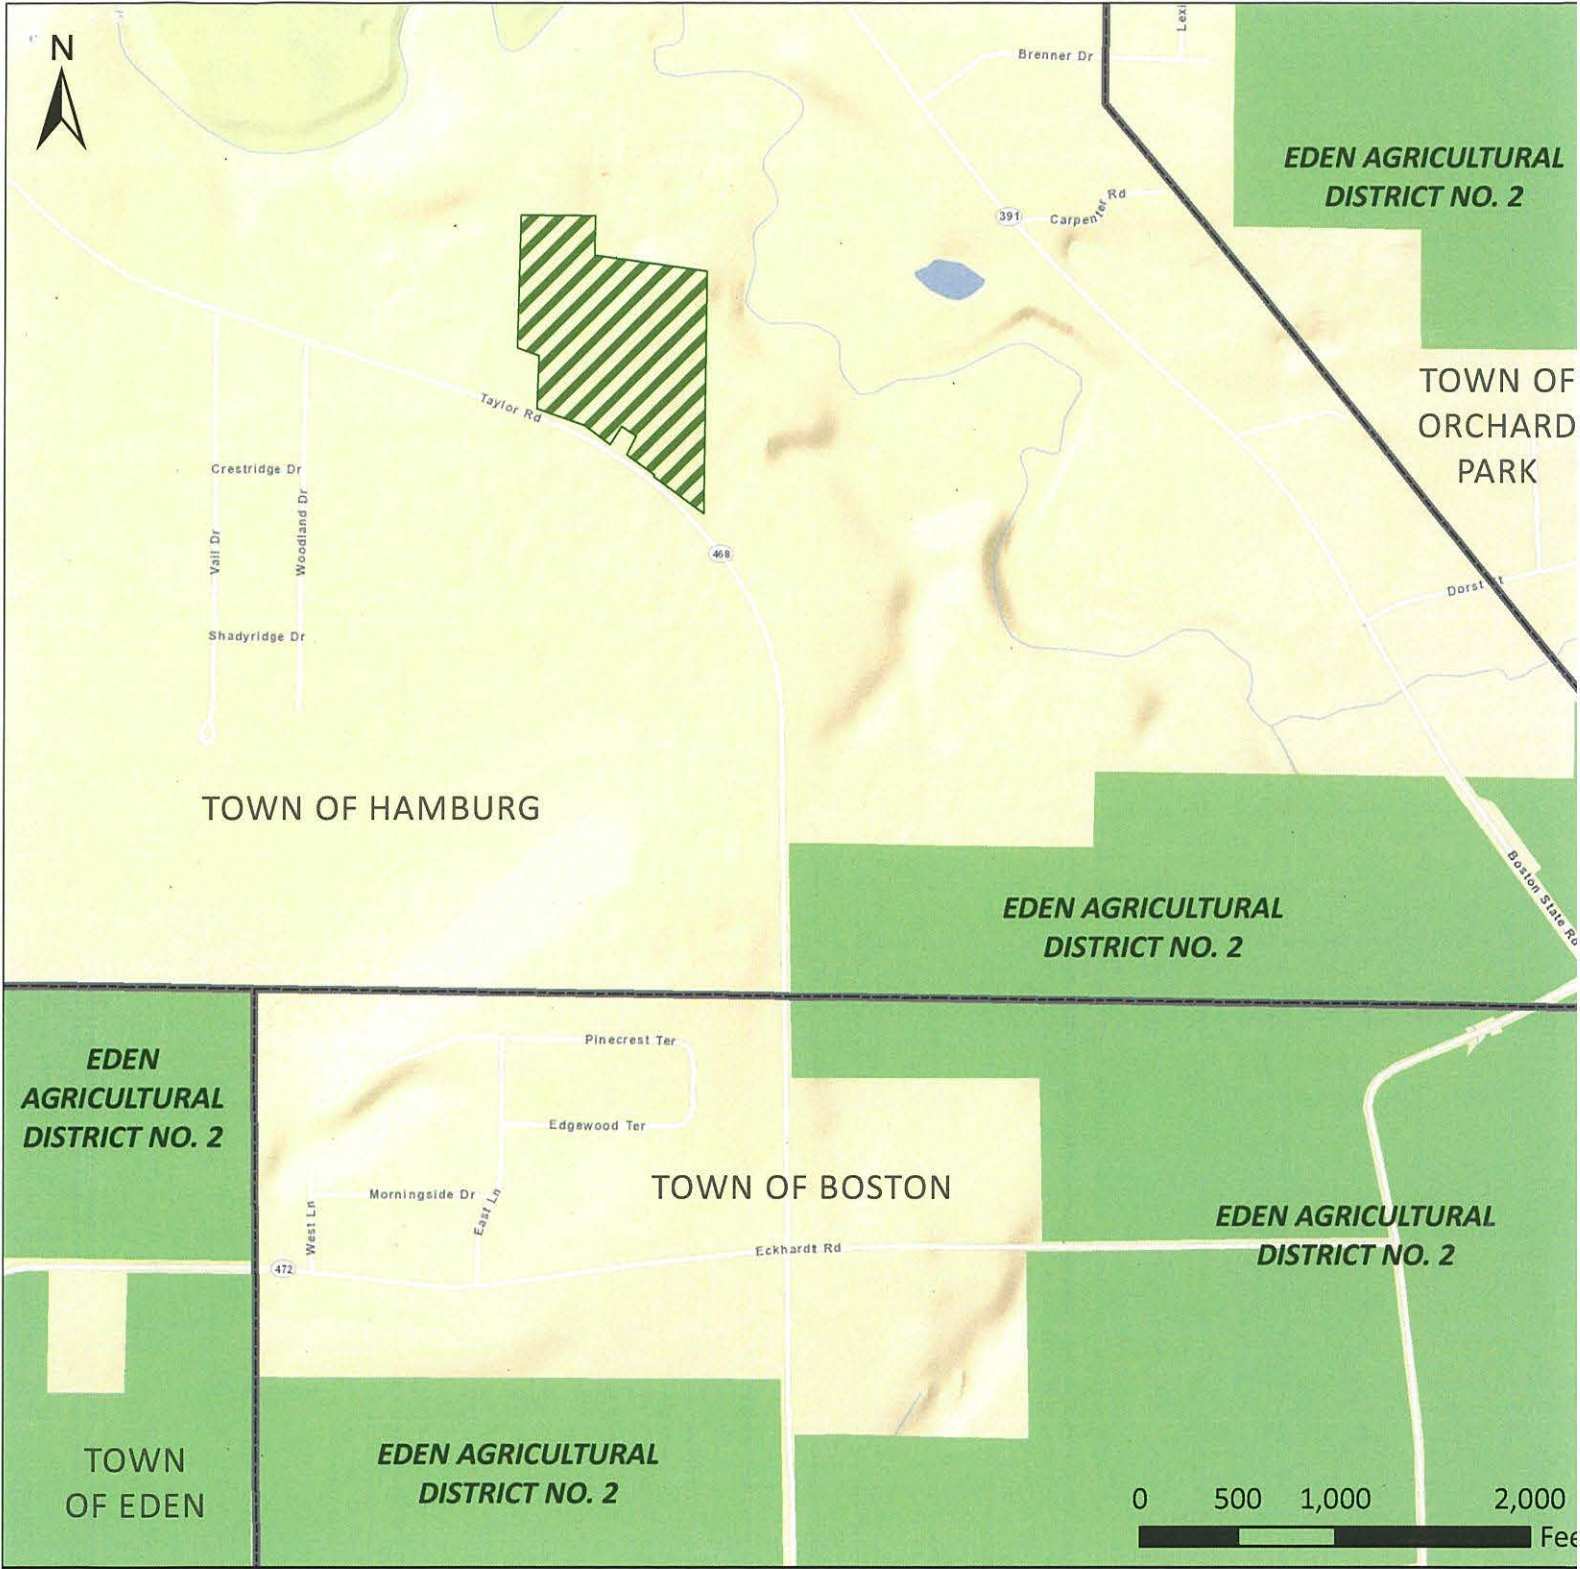 N
Lexi
Brenner Dr
EDEN AGRICULTURAL
DISTRICT NO. 2
391
Carpenter Rd
TOWN OF
ORCHARD
PARK
Taylor Rd
Crestridge Dr
Vail Dr
Woodland Dr
468
Dorst
Shadyridge Dr
TOWN OF HAMBURG
Boston State Rd
EDEN AGRICULTURAL
DISTRICT NO. 2
EDEN
AGRICULTURAL
DISTRICT NO. 2
Pinecrest Ter
Edgewood Ter
Morningside Dr
TOWN OF BOSTON
West Ln
East Ln
EDEN AGRICULTURAL
DISTRICT NO. 2
Eckhardt Rd
472
TOWN
OF EDEN
EDEN AGRICULTURAL
DISTRICT NO. 2
0 500 1,000 2,000
Fee